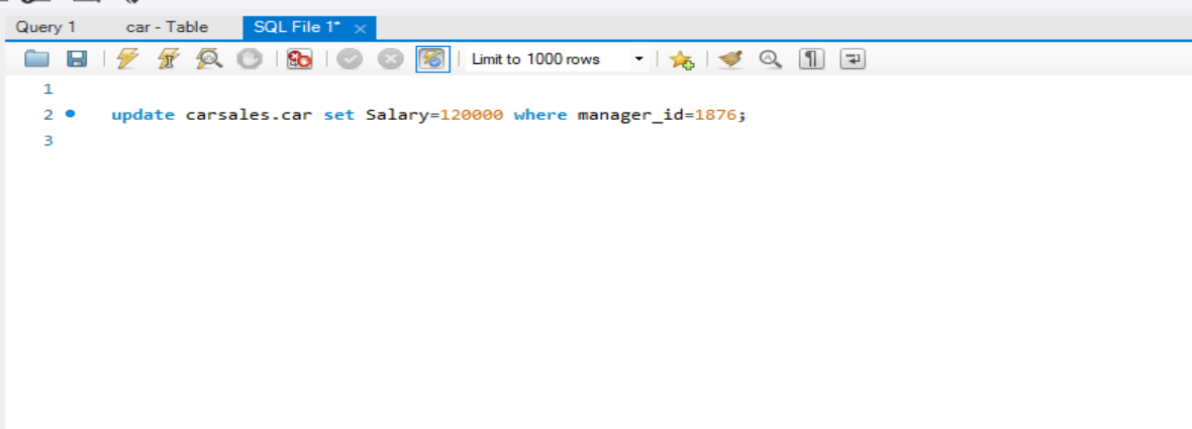 Query 1 car - Table SQL File 1*
Limit to 1000 rows
1
2 update carsales.car set Salary=120000 where manager_id=1876;
3